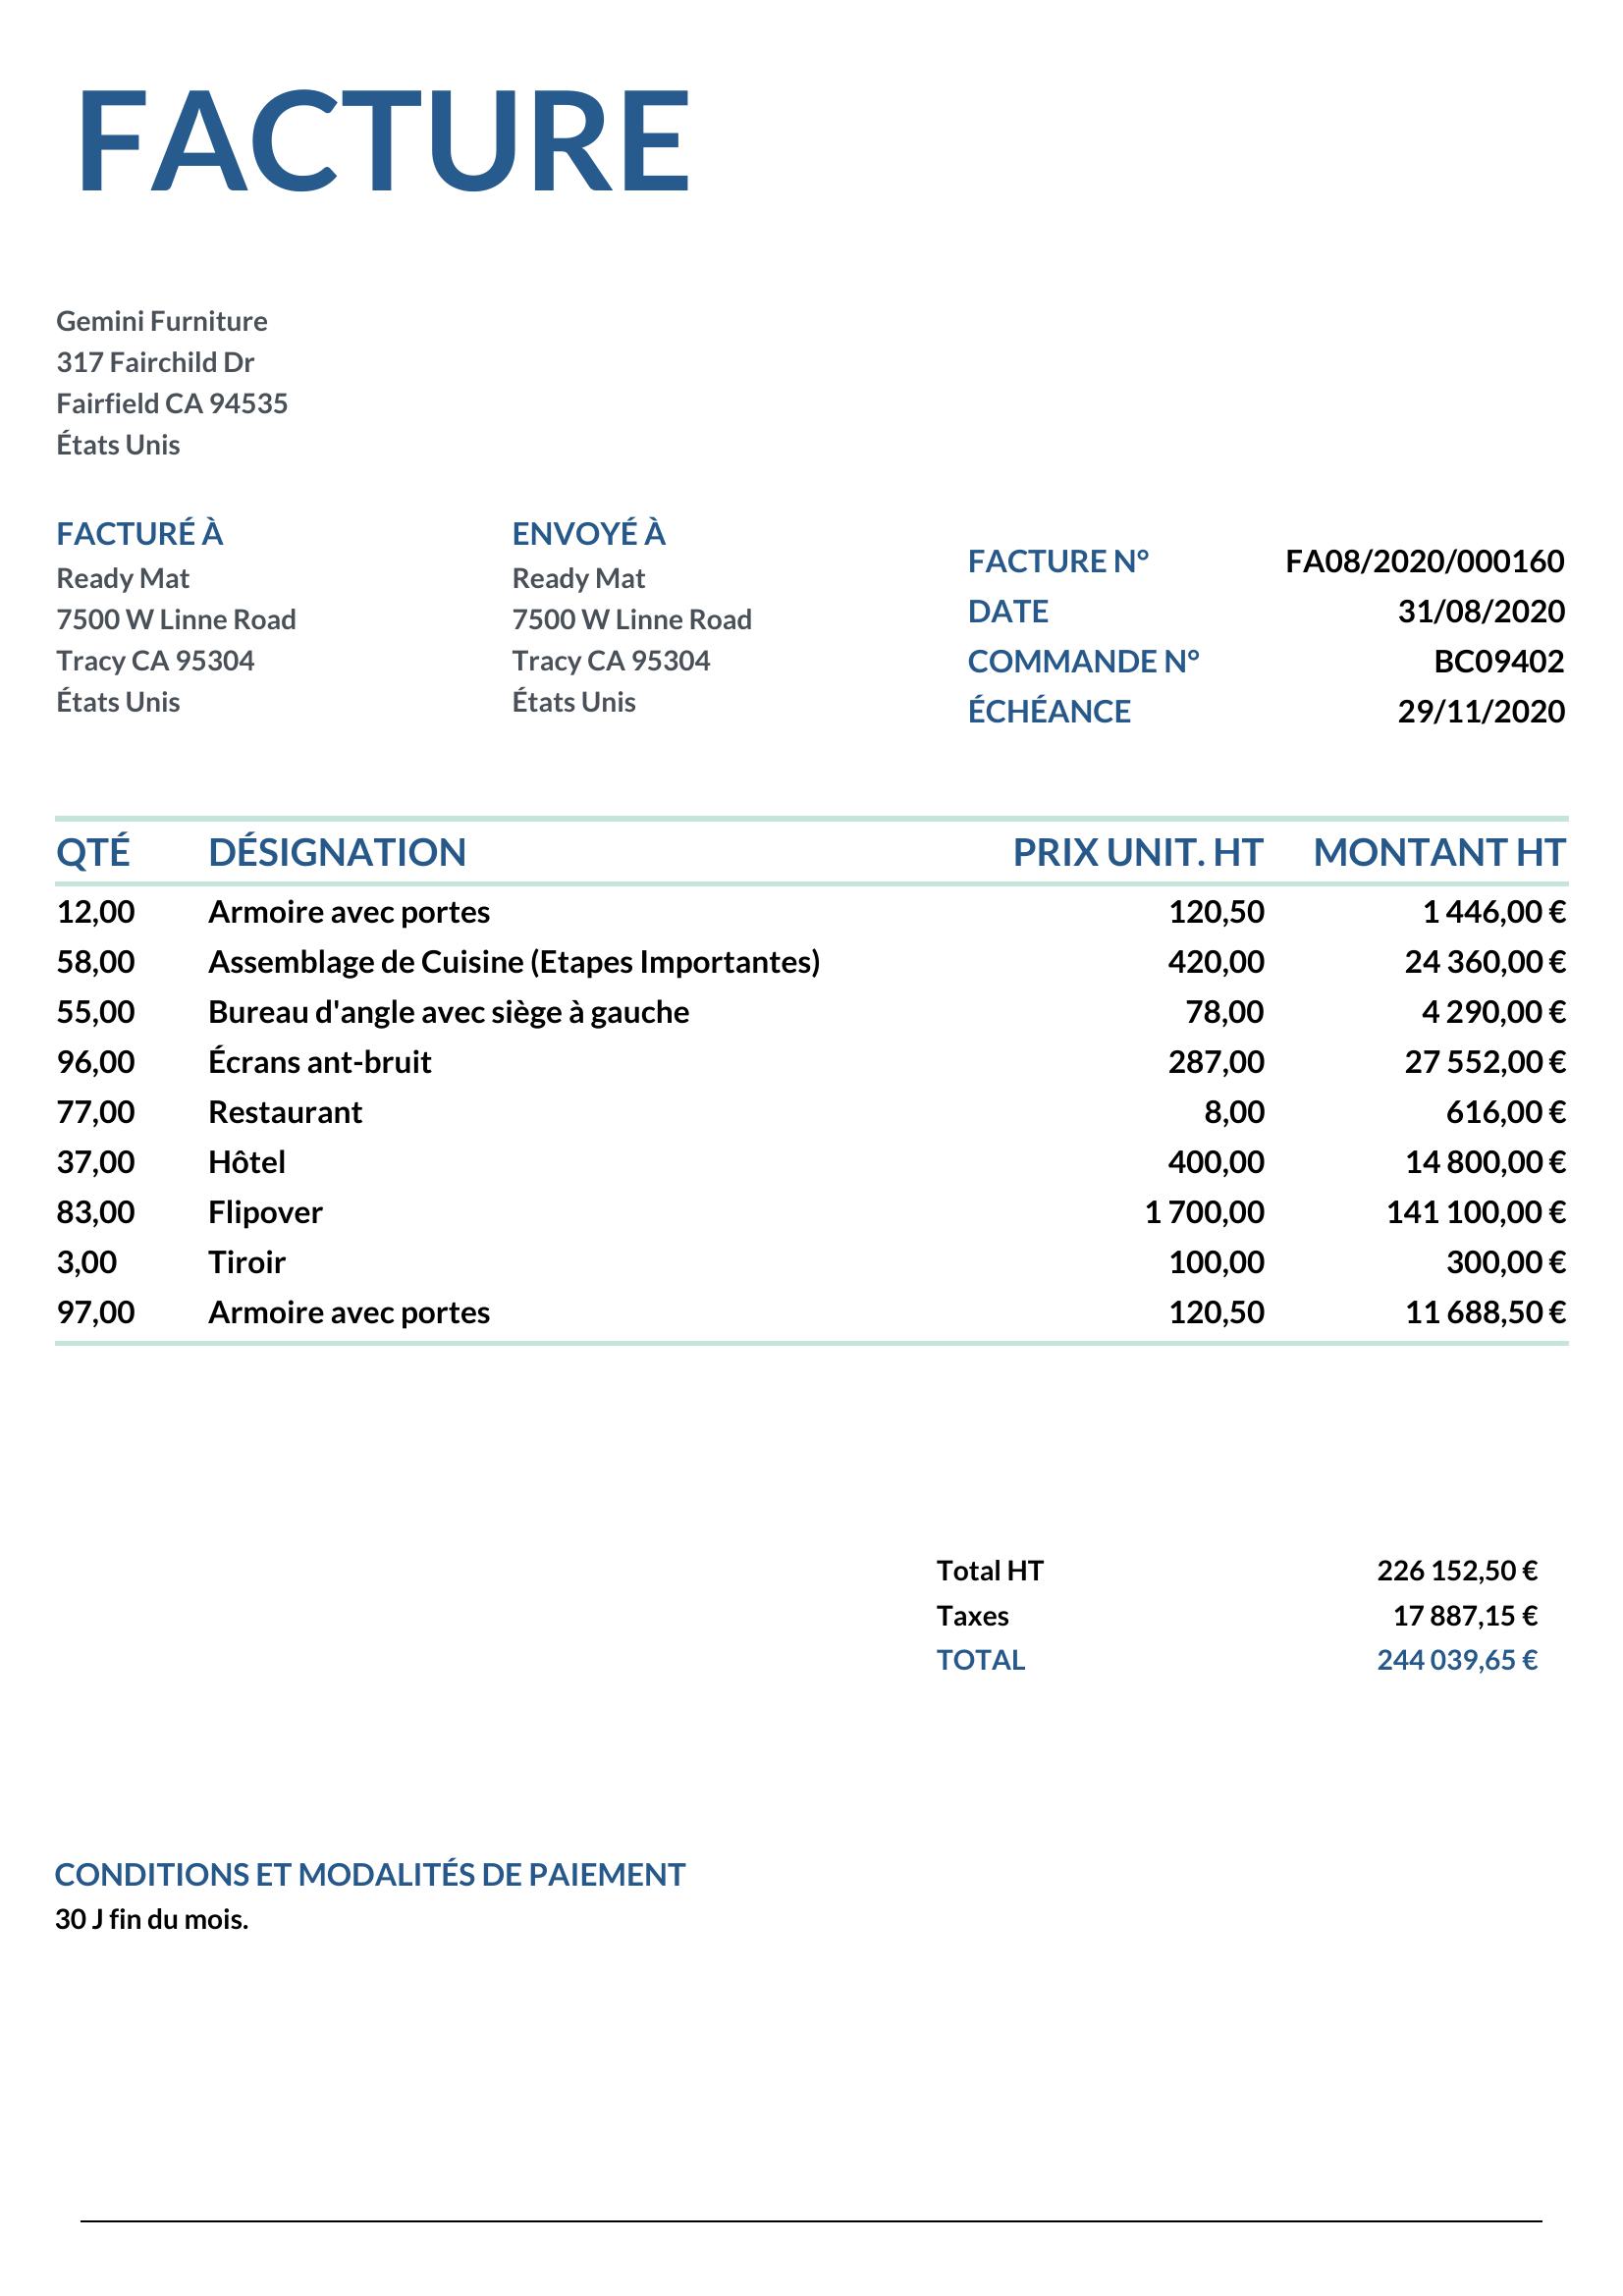 FACTURE
Gemini Furniture
317 Fairchild Dr
Fairfield CA 94535
États Unis
FACTURÉ À
Ready Mat
7500 W Linne Road
Tracy CA 95304
États Unis
ENVOYÉ À
Ready Mat
7500 W Linne Road
Tracy CA 95304
États Unis
FACTURE N° FA08/2020/000160
DATE 31/08/2020
COMMANDE N° BC09402
ÉCHÉANCE 29/11/2020
QTÉ DÉSIGNATION PRIX UNIT. HT MONTANT HT
12,00 Armoire avec portes 120,50 1 446,00 €
58,00 Assemblage de Cuisine (Etapes Importantes) 420,00 24 360,00 €
55,00 Bureau d'angle avec siège à gauche 78,00 4 290,00 €
96,00 Écrans ant-bruit 287,00 27 552,00 €
77,00 Restaurant 8,00 616,00 €
37,00 Hôtel 400,00 14 800,00 €
83,00 Flipover 1 700,00 141 100,00 €
3,00 Tiroir 100,00 300,00 €
97,00 Armoire avec portes 120,50 11 688,50 €
Total HT 226 152,50 €
Taxes 17 887,15 €
TOTAL 244 039,65 €
CONDITIONS ET MODALITÉS DE PAIEMENT
30 J fin du mois.